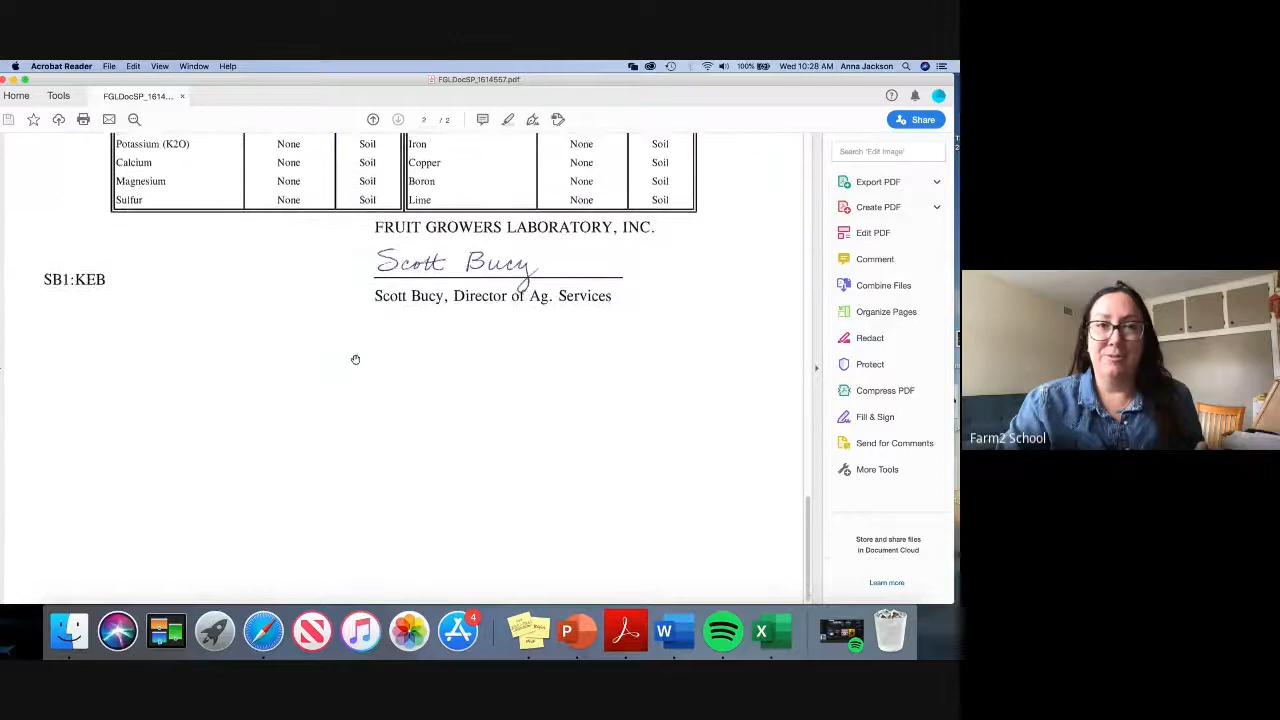 Acrobat Reader File Edit View Window Help 100% Wed 10:28 AM Anna Jackson
FGLDocSP_1614557.pdf
Home Tools FGLDocSP_1614... ×
2 / 2 Share
Potassium (K2O) None Soil Iron None Soil
Calcium None Soil Copper None Soil
Magnesium None Soil Boron None Soil
Sulfur None Soil Lime None Soil
FRUIT GROWERS LABORATORY, INC.
Scott Bucy
SB1:KEB
Scott Bucy, Director of Ag. Services
Search 'Edit Image'
Export PDF
Create PDF
Edit PDF
Comment
Combine Files
Organize Pages
Redact
Protect
Compress PDF
Fill & Sign
Send for Comments
More Tools
Store and share files
in Document Cloud
Learn more
Farm2 School
4
P
W
X